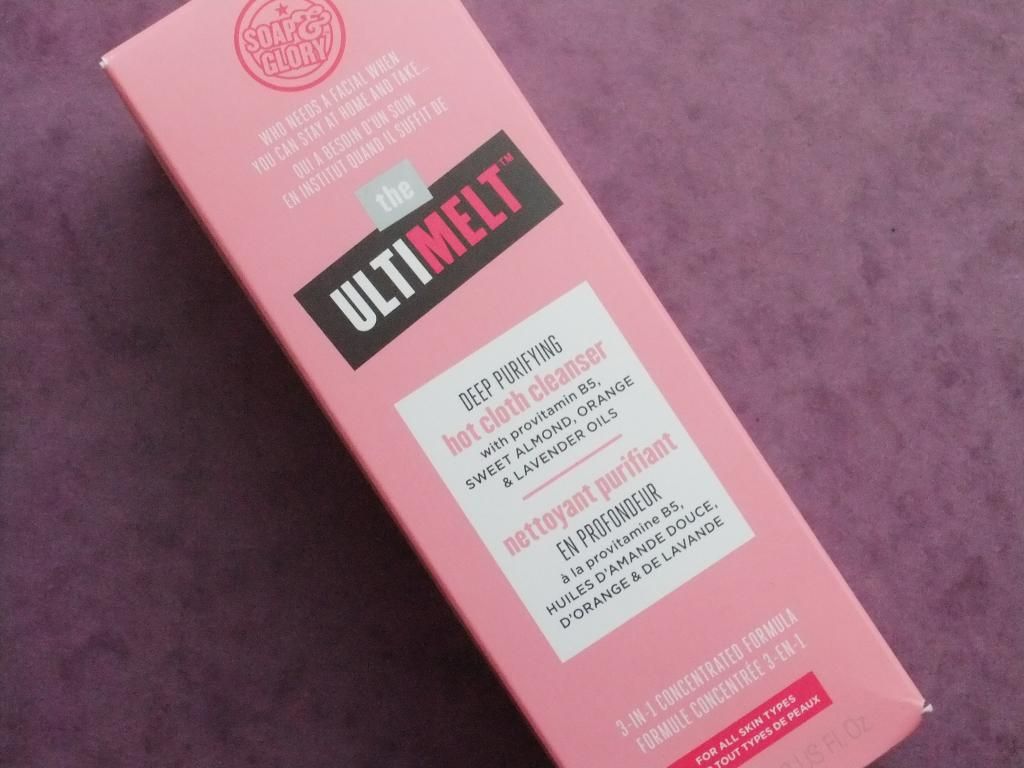 SOAP &
GLORY
WHO NEEDS A FACIAL WHEN
YOU CAN STAY AT HOME AND TAKE...
QUI A BESOIN D'UN SOIN
EN INSTITUT QUAND IL SUFFIT DE
the
ULTIMELT™
DEEP PURIFYING
hot cloth cleanser
with provitamin B5,
SWEET ALMOND, ORANGE
& LAVENDER OILS
nettoyant purifiant
EN PROFONDEUR
à la provitamine B5,
HUILES D'AMANDE DOUCE,
D'ORANGE & DE LAVANDE
3-IN-1 CONCENTRATED FORMULA
FORMULE CONCENTRÉE 3-EN-1
FOR ALL SKIN TYPES
TOUT TYPES DE PEAUX
US FL. Oz